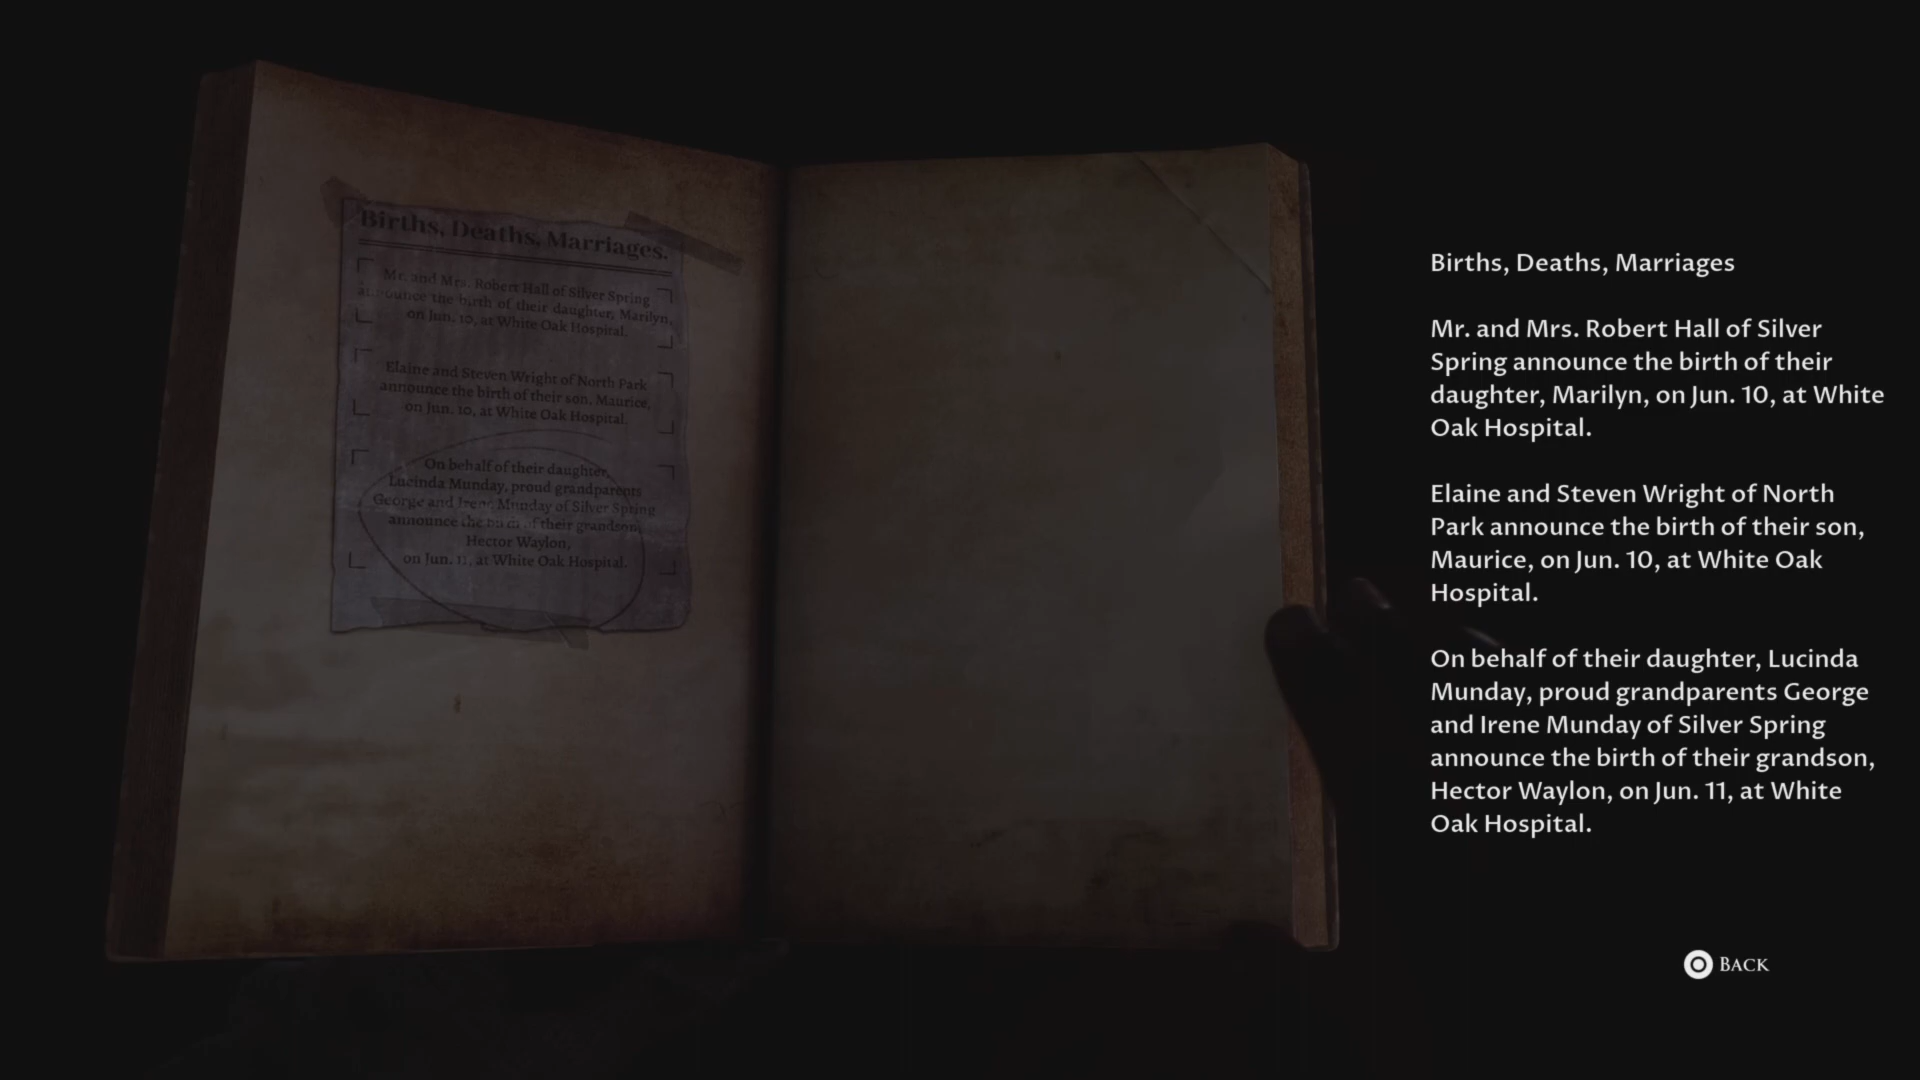 Births, Deaths, Marriages.
Mr. and Mrs. Robert Hall of Silver Spring
announce the birth of their daughter, Marilyn,
on Jun. 10, at White Oak Hospital.
Elaine and Steven Wright of North Park
announce the birth of their son, Maurice,
on Jun. 10, at White Oak Hospital.
On behalf of their daughter,
Lucinda Munday, proud grandparents
George and Irene Munday of Silver Spring
announce the birth of their grandson,
Hector Waylon,
on Jun. 11, at White Oak Hospital.
Births, Deaths, Marriages
Mr. and Mrs. Robert Hall of Silver
Spring announce the birth of their
daughter, Marilyn, on Jun. 10, at White
Oak Hospital.
Elaine and Steven Wright of North
Park announce the birth of their son,
Maurice, on Jun. 10, at White Oak
Hospital.
On behalf of their daughter, Lucinda
Munday, proud grandparents George
and Irene Munday of Silver Spring
announce the birth of their grandson,
Hector Waylon, on Jun. 11, at White
Oak Hospital.
BACK